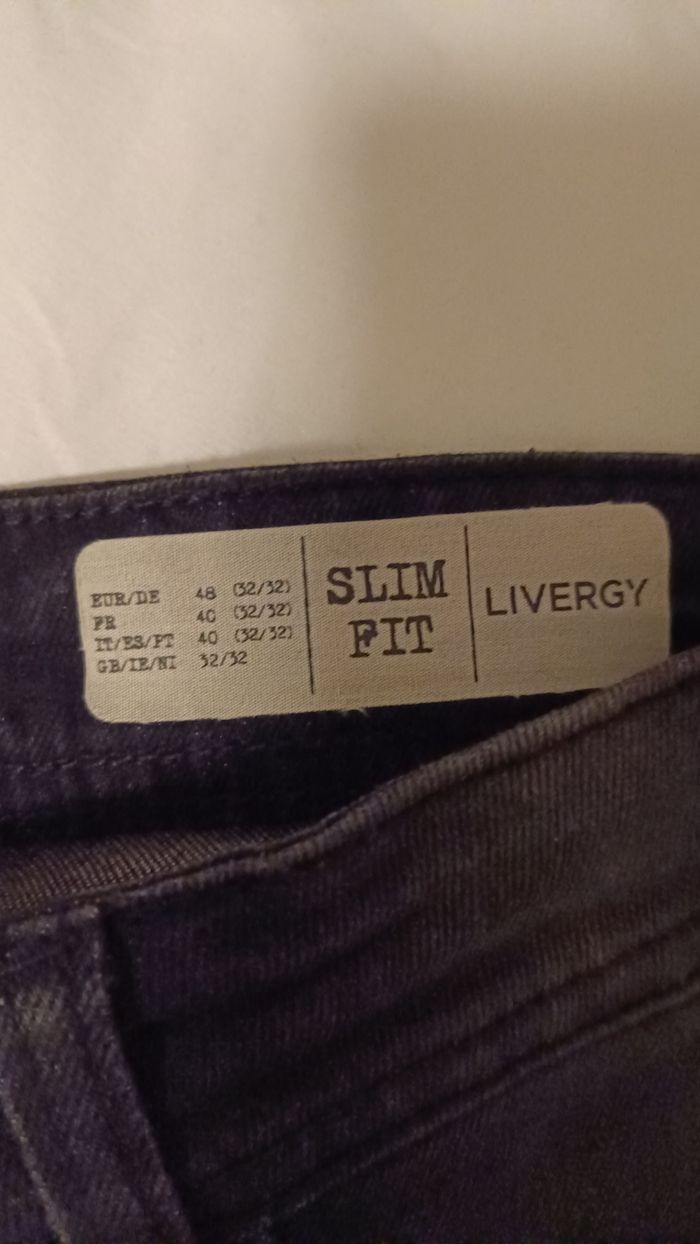 EUR/DE 48 (32/32)
FR 40 (32/32)
IT/ES/PT 40 (32/32)
GB/IE/NI 32/32
SLIM
FIT
LIVERGY